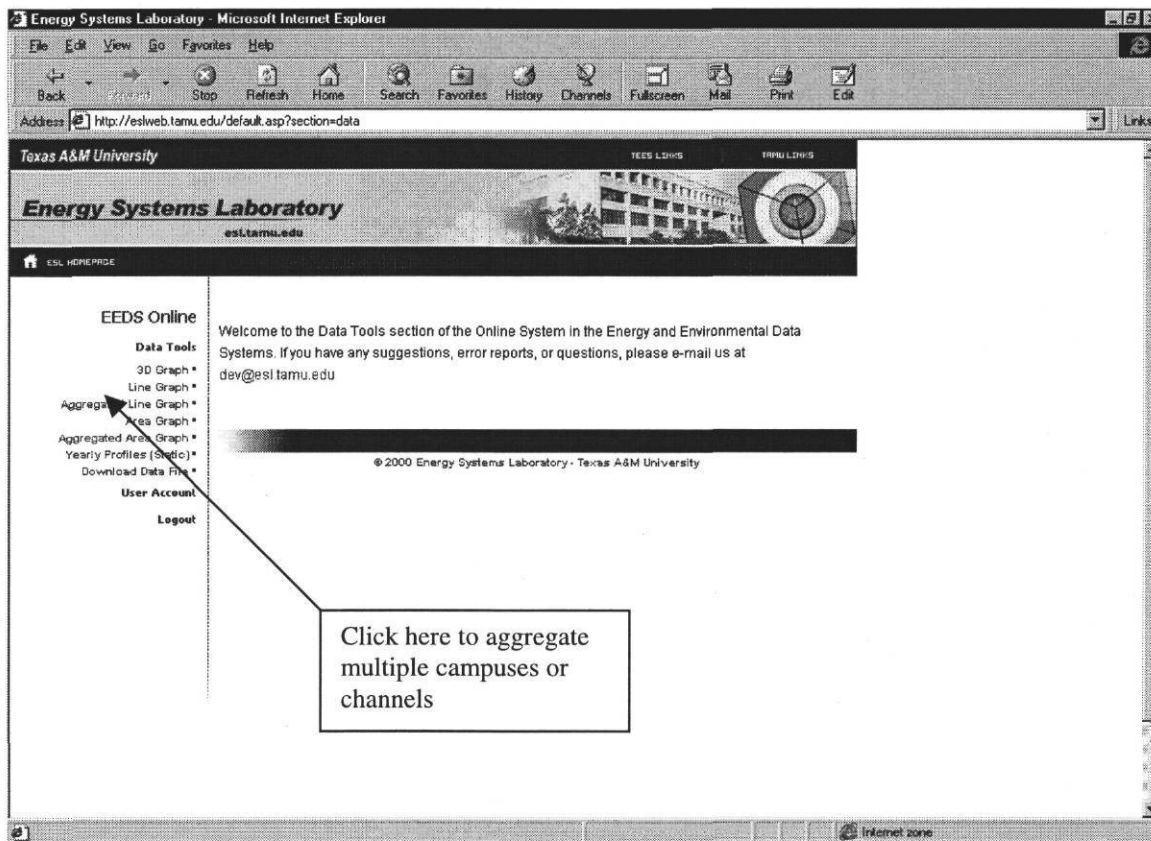 Energy Systems Laboratory - Microsoft Internet Explorer
File Edit View Go Favorites Help
Back Forward Stop Refresh Home Search Favorites History Channels Fullscreen Mail Print Edit
Address http://eslweb.tamu.edu/default.asp?section=data Links
Texas A&M University TEES LINKS TAMU LINKS
Energy Systems Laboratory
esl.tamu.edu
ESL HOMEPAGE
EEDS Online
Data Tools
3D Graph
Line Graph
Aggregated Line Graph
Area Graph
Aggregated Area Graph
Yearly Profiles (Static)
Download Data File
User Account
Logout
Welcome to the Data Tools section of the Online System in the Energy and Environmental Data
Systems. If you have any suggestions, error reports, or questions, please e-mail us at
dev@esl.tamu.edu
© 2000 Energy Systems Laboratory - Texas A&M University
Click here to aggregate
multiple campuses or
channels
Internet zone